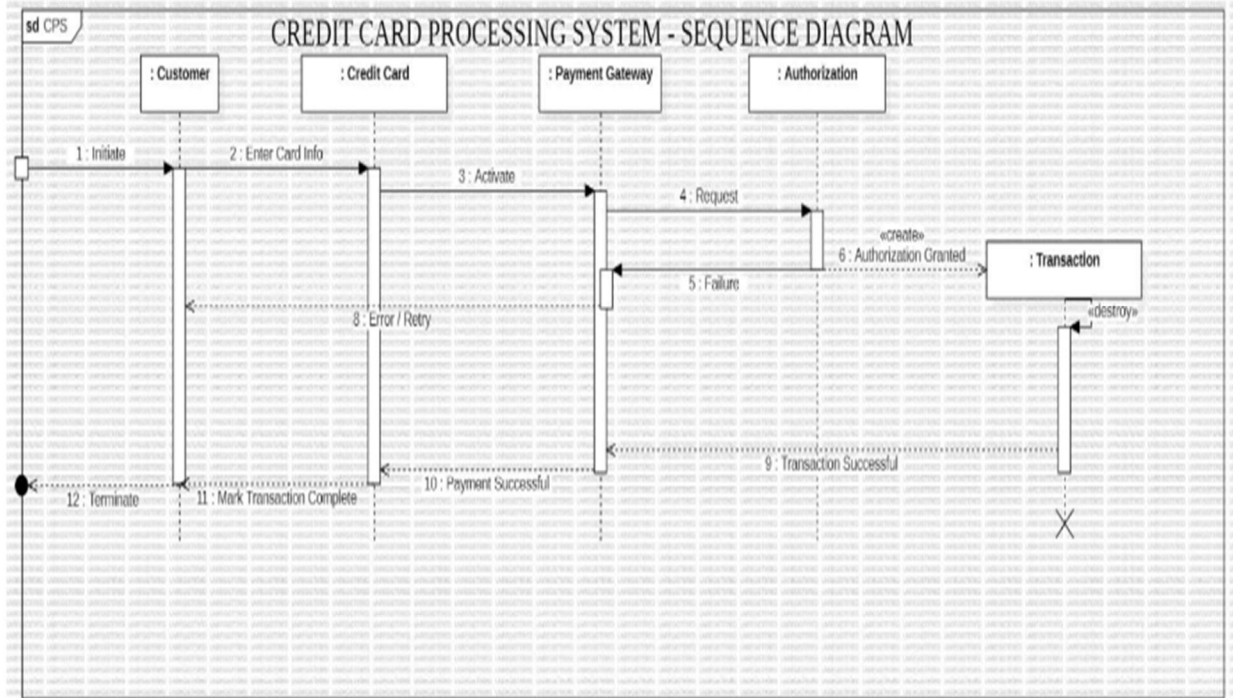 sd CPS
CREDIT CARD PROCESSING SYSTEM - SEQUENCE DIAGRAM
: Customer
: Credit Card
: Payment Gateway
: Authorization
1 : Initiate
2 : Enter Card Info
3 : Activate
4 : Request
«create»
6 : Authorization Granted
: Transaction
5 : Failure
«destroy»
8 : Error / Retry
9 : Transaction Successful
10 : Payment Successful
11 : Mark Transaction Complete
12 : Terminate